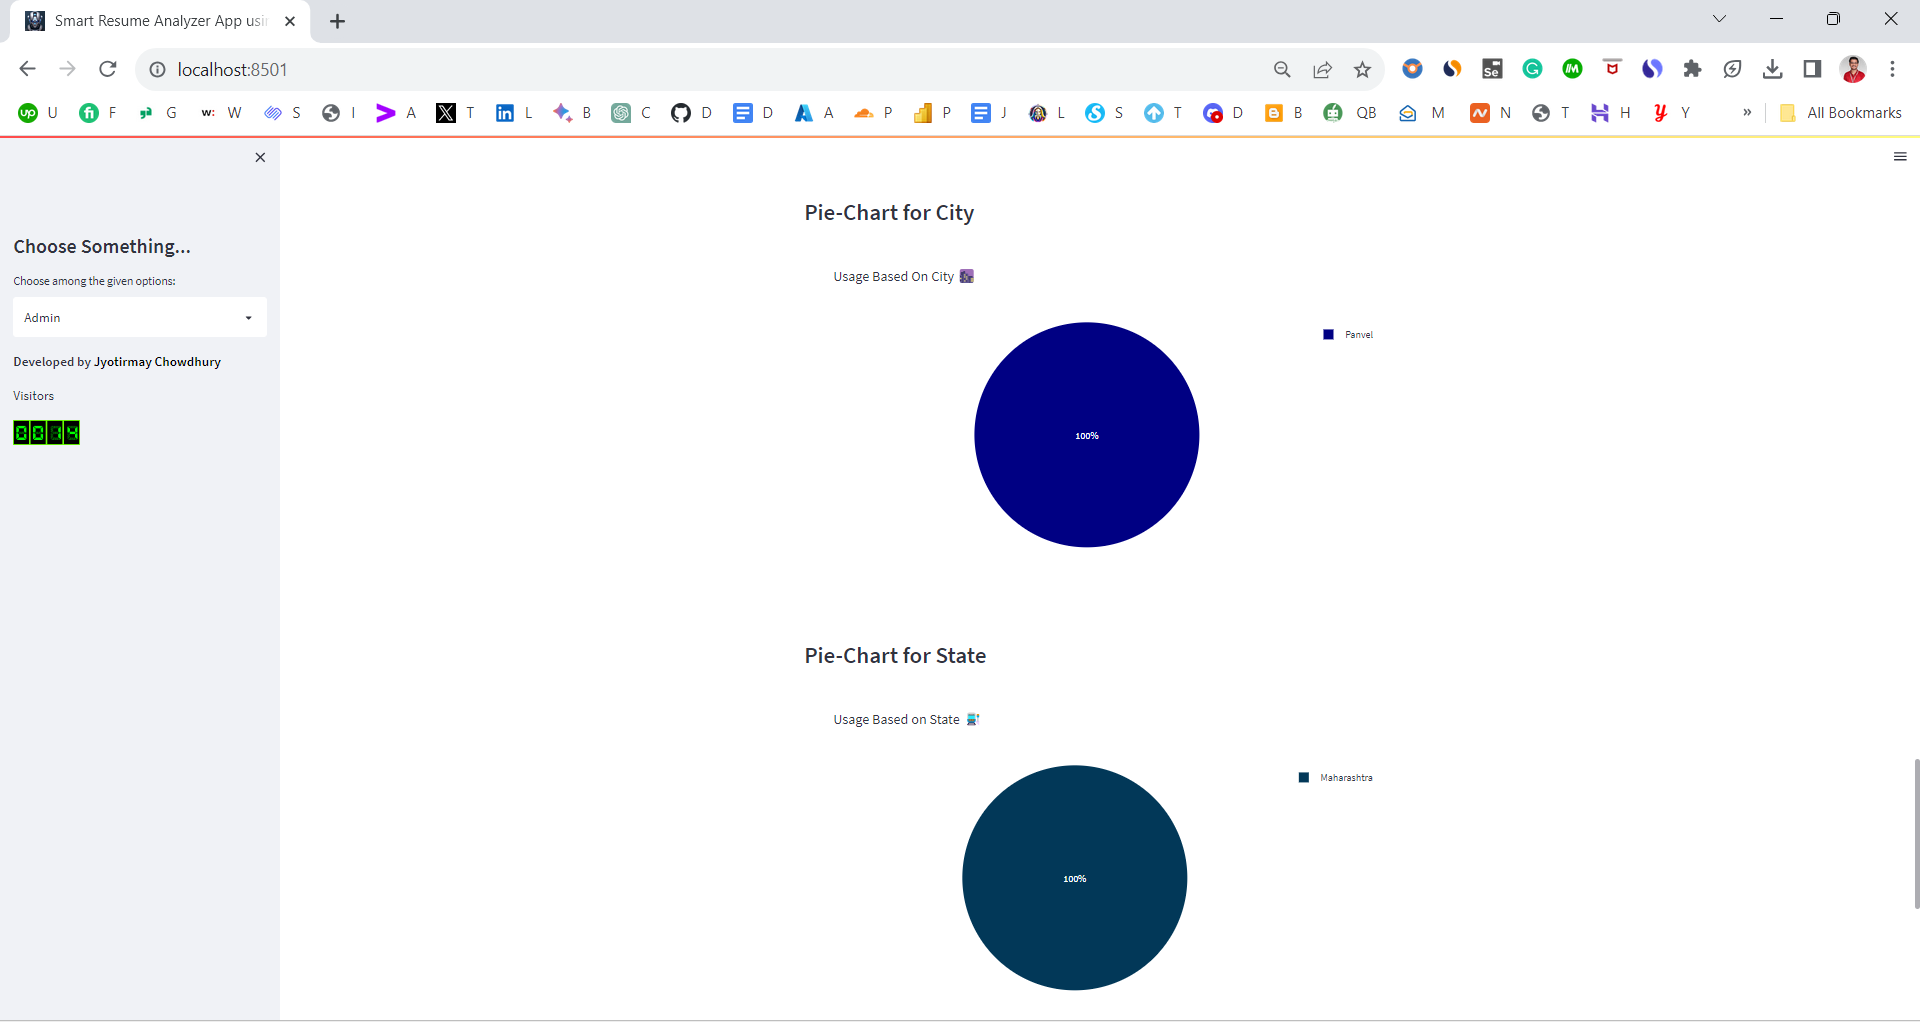 Smart Resume Analyzer App usi
localhost:8501
U F G W S I A T L B C D D A P P J L S T D B QB M N T H Y » All Bookmarks
Choose Something...
Choose among the given options:
Admin
Developed by Jyotirmay Chowdhury
Visitors
0014
Pie-Chart for City
Usage Based On City
Panvel
100%
Pie-Chart for State
Usage Based on State
Maharashtra
100%